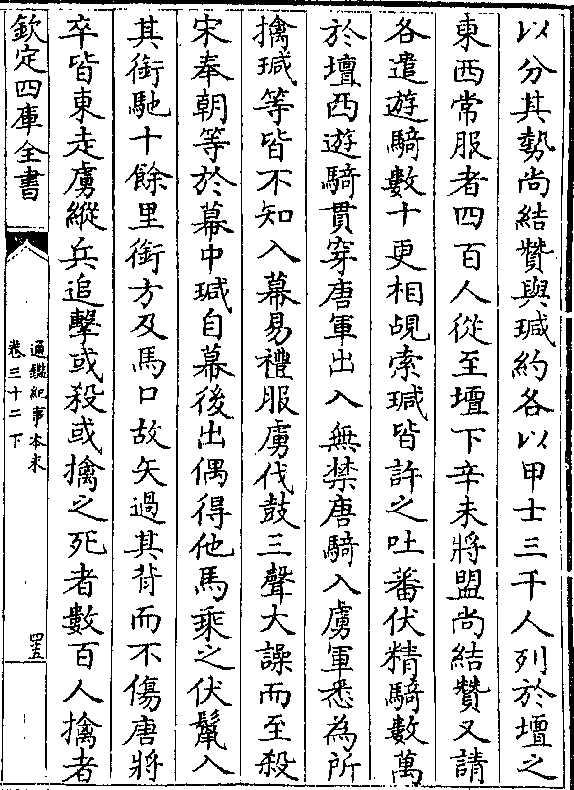 以分其勢尚結贊與瑊約各以甲士三千人列於壇之
東西常服者四百人從至壇下辛未將盟尚結贊又請
各遣遊騎數十更相覘索瑊皆許之吐蕃伏精騎數萬
於壇西遊騎貫穿唐軍出入無禁唐騎入虜軍悉為所
擒瑊等皆不知入幕易禮服虜伐鼓三聲大譟而至殺
宋奉朝等於幕中瑊自幕後出偶得他馬乘之伏鬛入
其銜馳十餘里銜方及馬口故矢過其背而不傷唐將
卒皆東走虜縱兵追擊或殺或擒之死者數百人擒者
欽定四庫全書
通鑑紀事本末
卷三十二下
四五